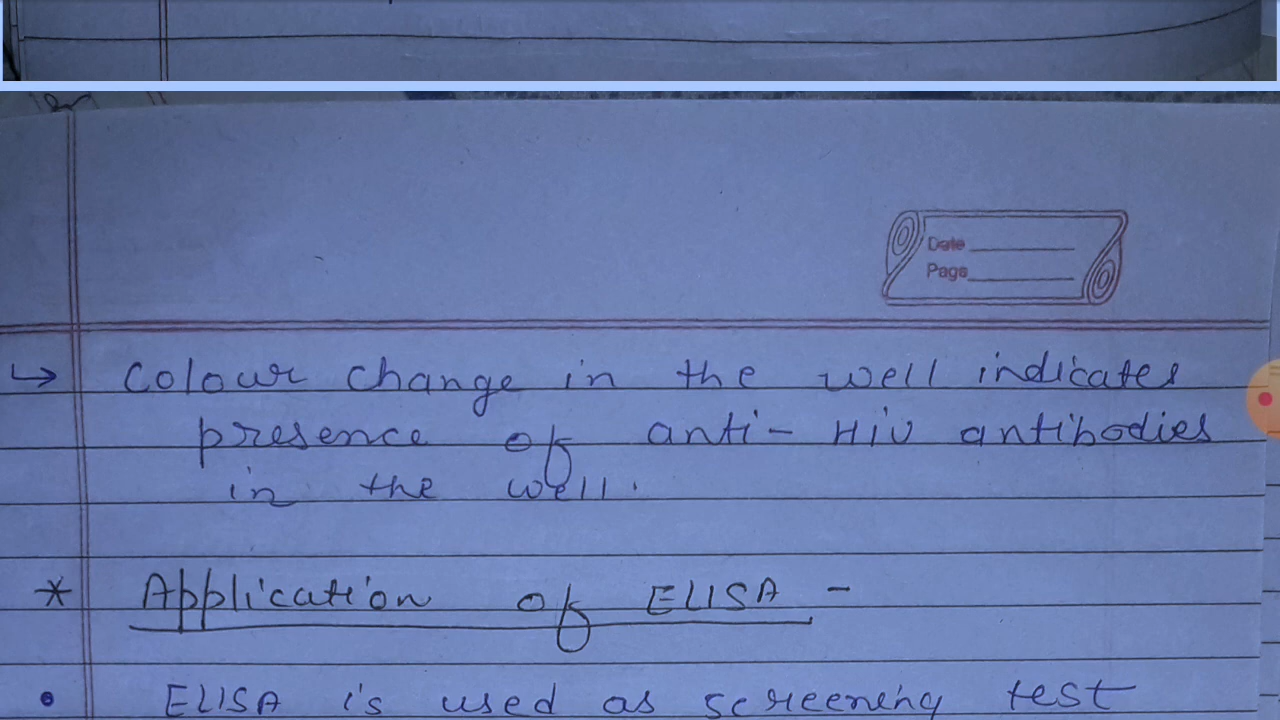 Date
Page
↳ Colour change in the well indicates
presence of anti-HIV antibodies
in the well.
* Application of ELISA -
• ELISA is used as screening test